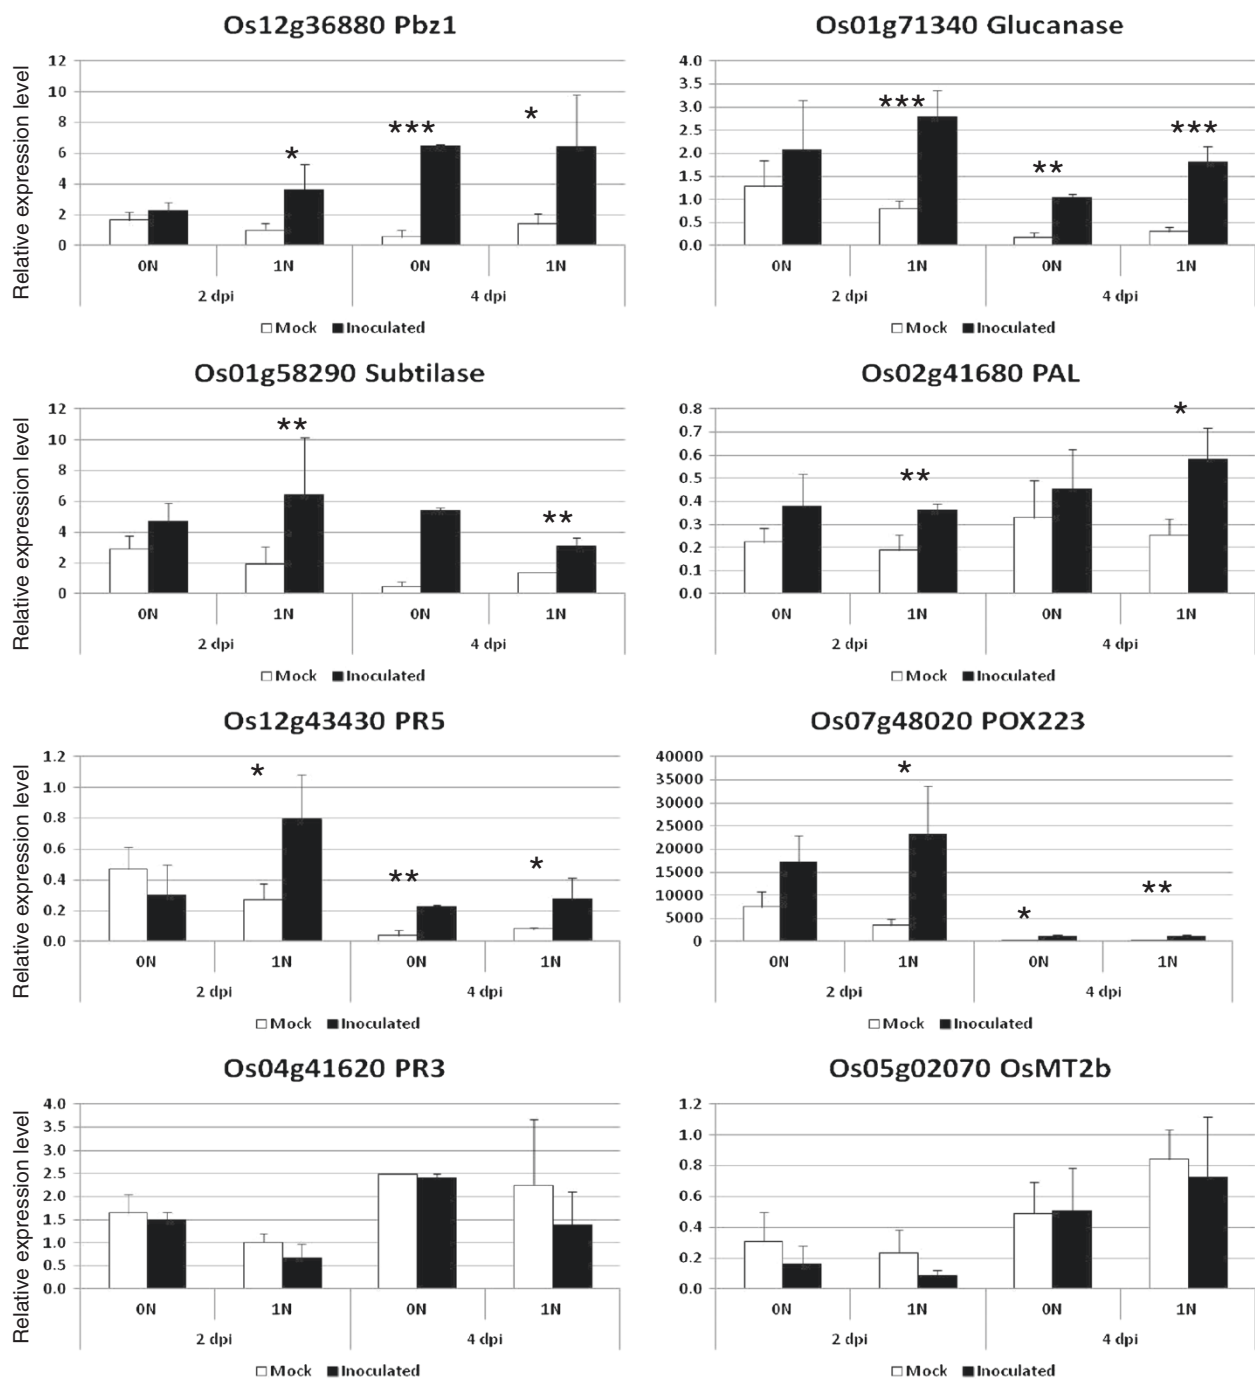 Os12g36880 Pbz1
Relative expression level
12
10
8
6
4
2
0
*
***
*
0N 1N 0N 1N
2 dpi 4 dpi
Mock Inoculated
Os01g71340 Glucanase
4.0
3.5
3.0
2.5
2.0
1.5
1.0
0.5
0.0
***
**
***
0N 1N 0N 1N
2 dpi 4 dpi
Mock Inoculated
Os01g58290 Subtilase
Relative expression level
12
10
8
6
4
2
0
**
**
0N 1N 0N 1N
2 dpi 4 dpi
Mock Inoculated
Os02g41680 PAL
0.8
0.7
0.6
0.5
0.4
0.3
0.2
0.1
0.0
**
*
0N 1N 0N 1N
2 dpi 4 dpi
Mock Inoculated
Os12g43430 PR5
Relative expression level
1.2
1.0
0.8
0.6
0.4
0.2
0.0
*
**
*
0N 1N 0N 1N
2 dpi 4 dpi
Mock Inoculated
Os07g48020 POX223
40000
35000
30000
25000
20000
15000
10000
5000
0
*
*
**
0N 1N 0N 1N
2 dpi 4 dpi
Mock Inoculated
Os04g41620 PR3
Relative expression level
4.0
3.5
3.0
2.5
2.0
1.5
1.0
0.5
0.0
0N 1N 0N 1N
2 dpi 4 dpi
Mock Inoculated
Os05g02070 OsMT2b
1.2
1.0
0.8
0.6
0.4
0.2
0.0
0N 1N 0N 1N
2 dpi 4 dpi
Mock Inoculated